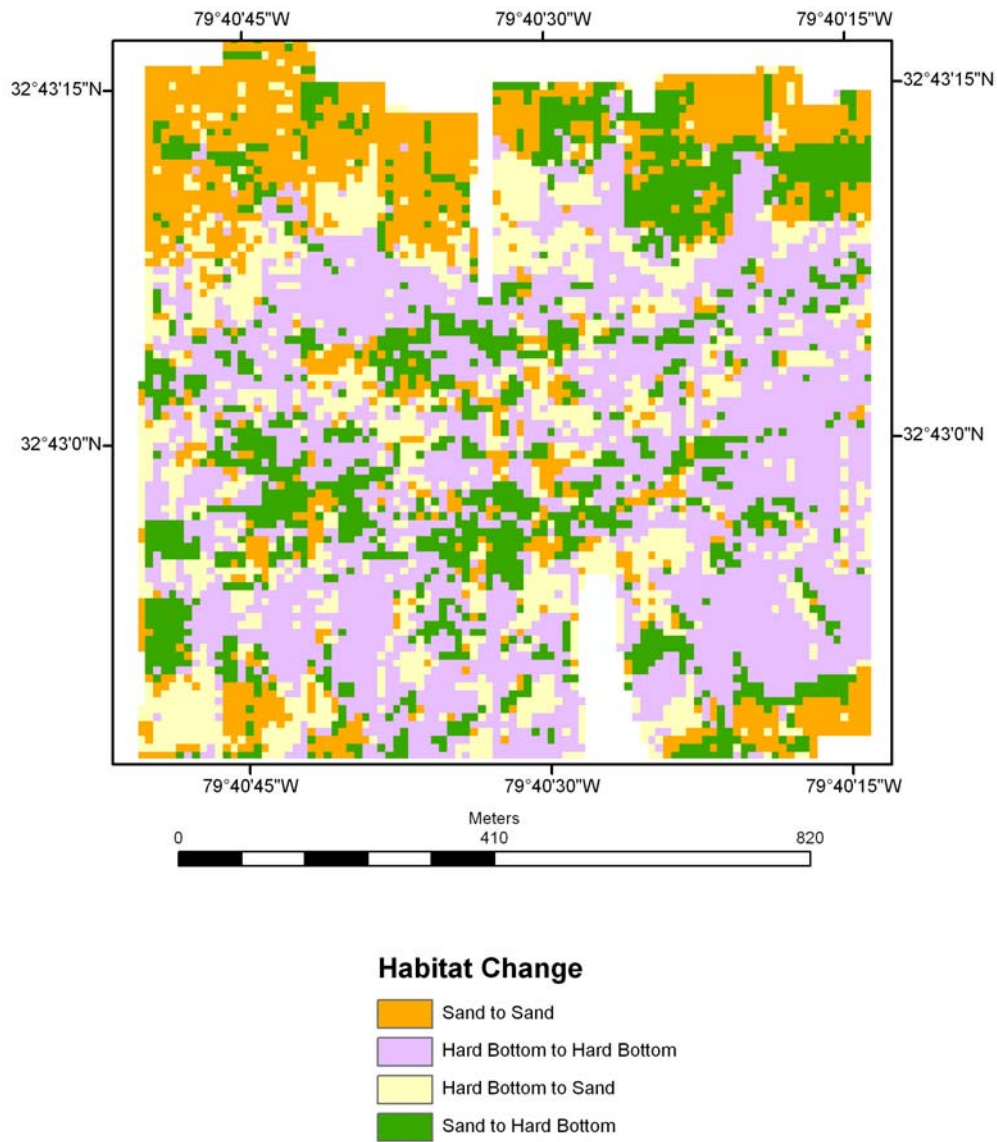 79°40'45"W 79°40'30"W 79°40'15"W
32°43'15"N 32°43'15"N
32°43'0"N 32°43'0"N
79°40'45"W 79°40'30"W 79°40'15"W
Meters
0 410 820
Habitat Change
Sand to Sand
Hard Bottom to Hard Bottom
Hard Bottom to Sand
Sand to Hard Bottom